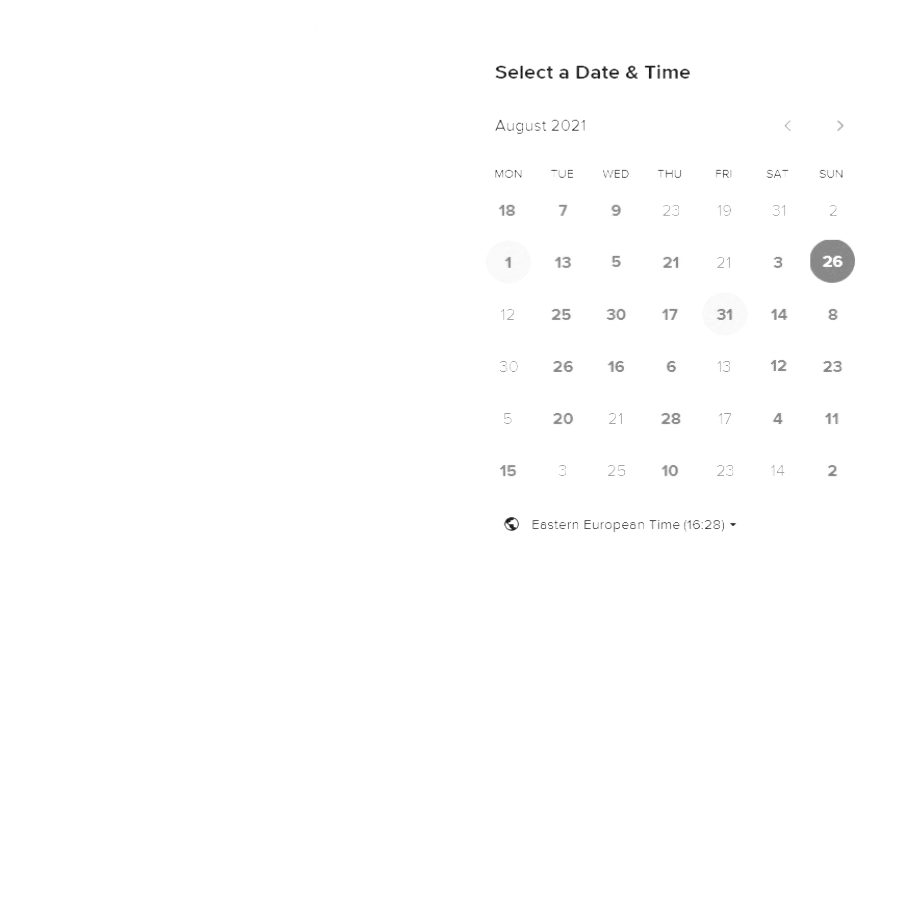 Select a Date & Time
August 2021
MON TUE WED THU FRI SAT SUN
18 7 9 23 19 31 2
1 13 5 21 21 3 26
12 25 30 17 31 14 8
30 26 16 6 13 12 23
5 20 21 28 17 4 11
15 3 25 10 23 14 2
Eastern European Time (16:28)